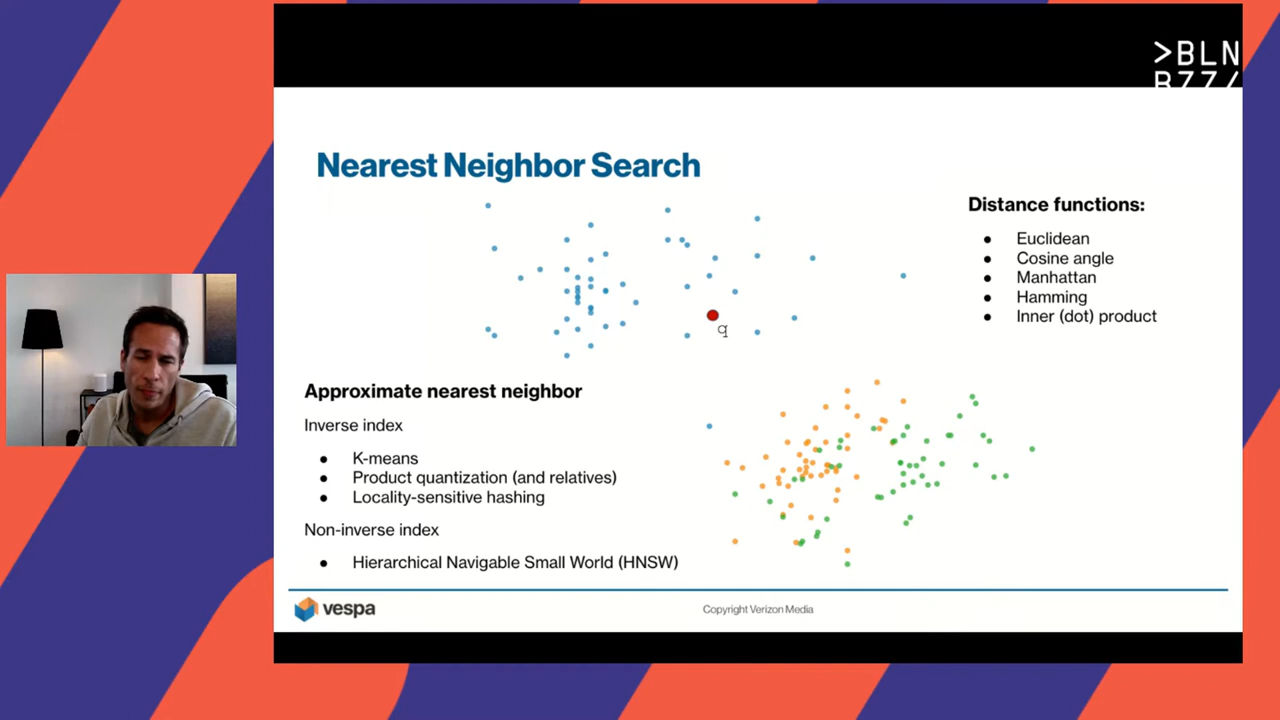 >BLN
BZZ/
Nearest Neighbor Search
Distance functions:
● Euclidean
● Cosine angle
● Manhattan
● Hamming
● Inner (dot) product
q
Approximate nearest neighbor
Inverse index
● K-means
● Product quantization (and relatives)
● Locality-sensitive hashing
Non-inverse index
● Hierarchical Navigable Small World (HNSW)
vespa
Copyright Verizon Media